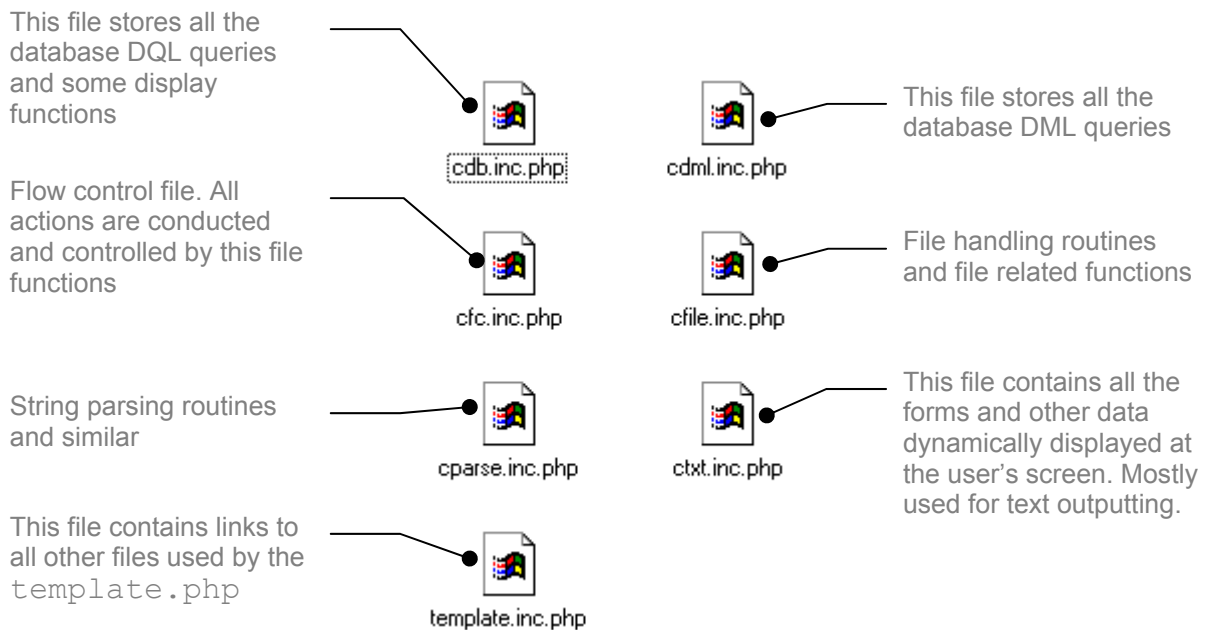 This file stores all the
database DQL queries
and some display
functions
cdb.inc.php
cdml.inc.php
This file stores all the
database DML queries
Flow control file. All
actions are conducted
and controlled by this file
functions
cfc.inc.php
cfile.inc.php
File handling routines
and file related functions
String parsing routines
and similar
cparse.inc.php
ctxt.inc.php
This file contains all the
forms and other data
dynamically displayed at
the user’s screen. Mostly
used for text outputting.
This file contains links to
all other files used by the
template.php
template.inc.php